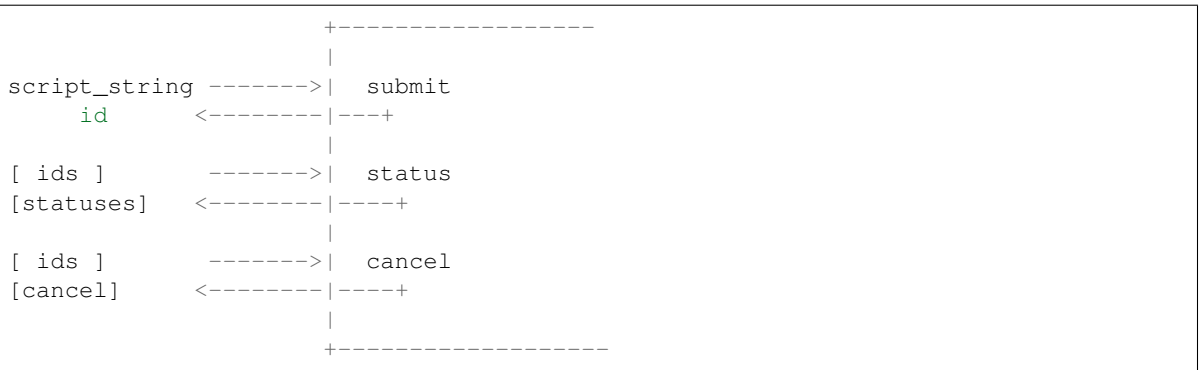 +------------------
|
script_string ------->| submit
id <--------|---+
|
[ ids ] ------->| status
[statuses] <--------|----+
|
[ ids ] ------->| cancel
[cancel] <--------|----+
|
+-------------------